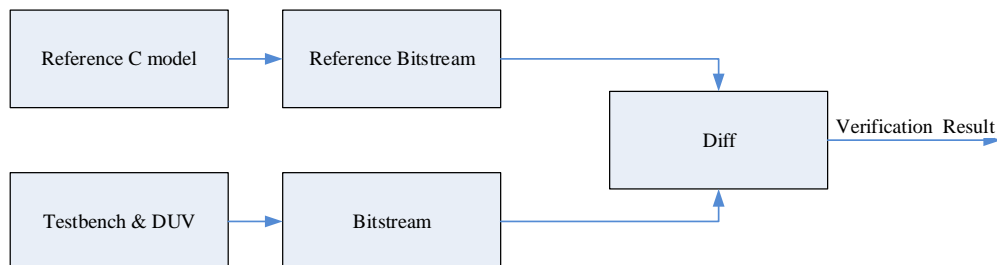 Reference C model
Reference Bitstream
Diff
Verification Result
Testbench & DUV
Bitstream